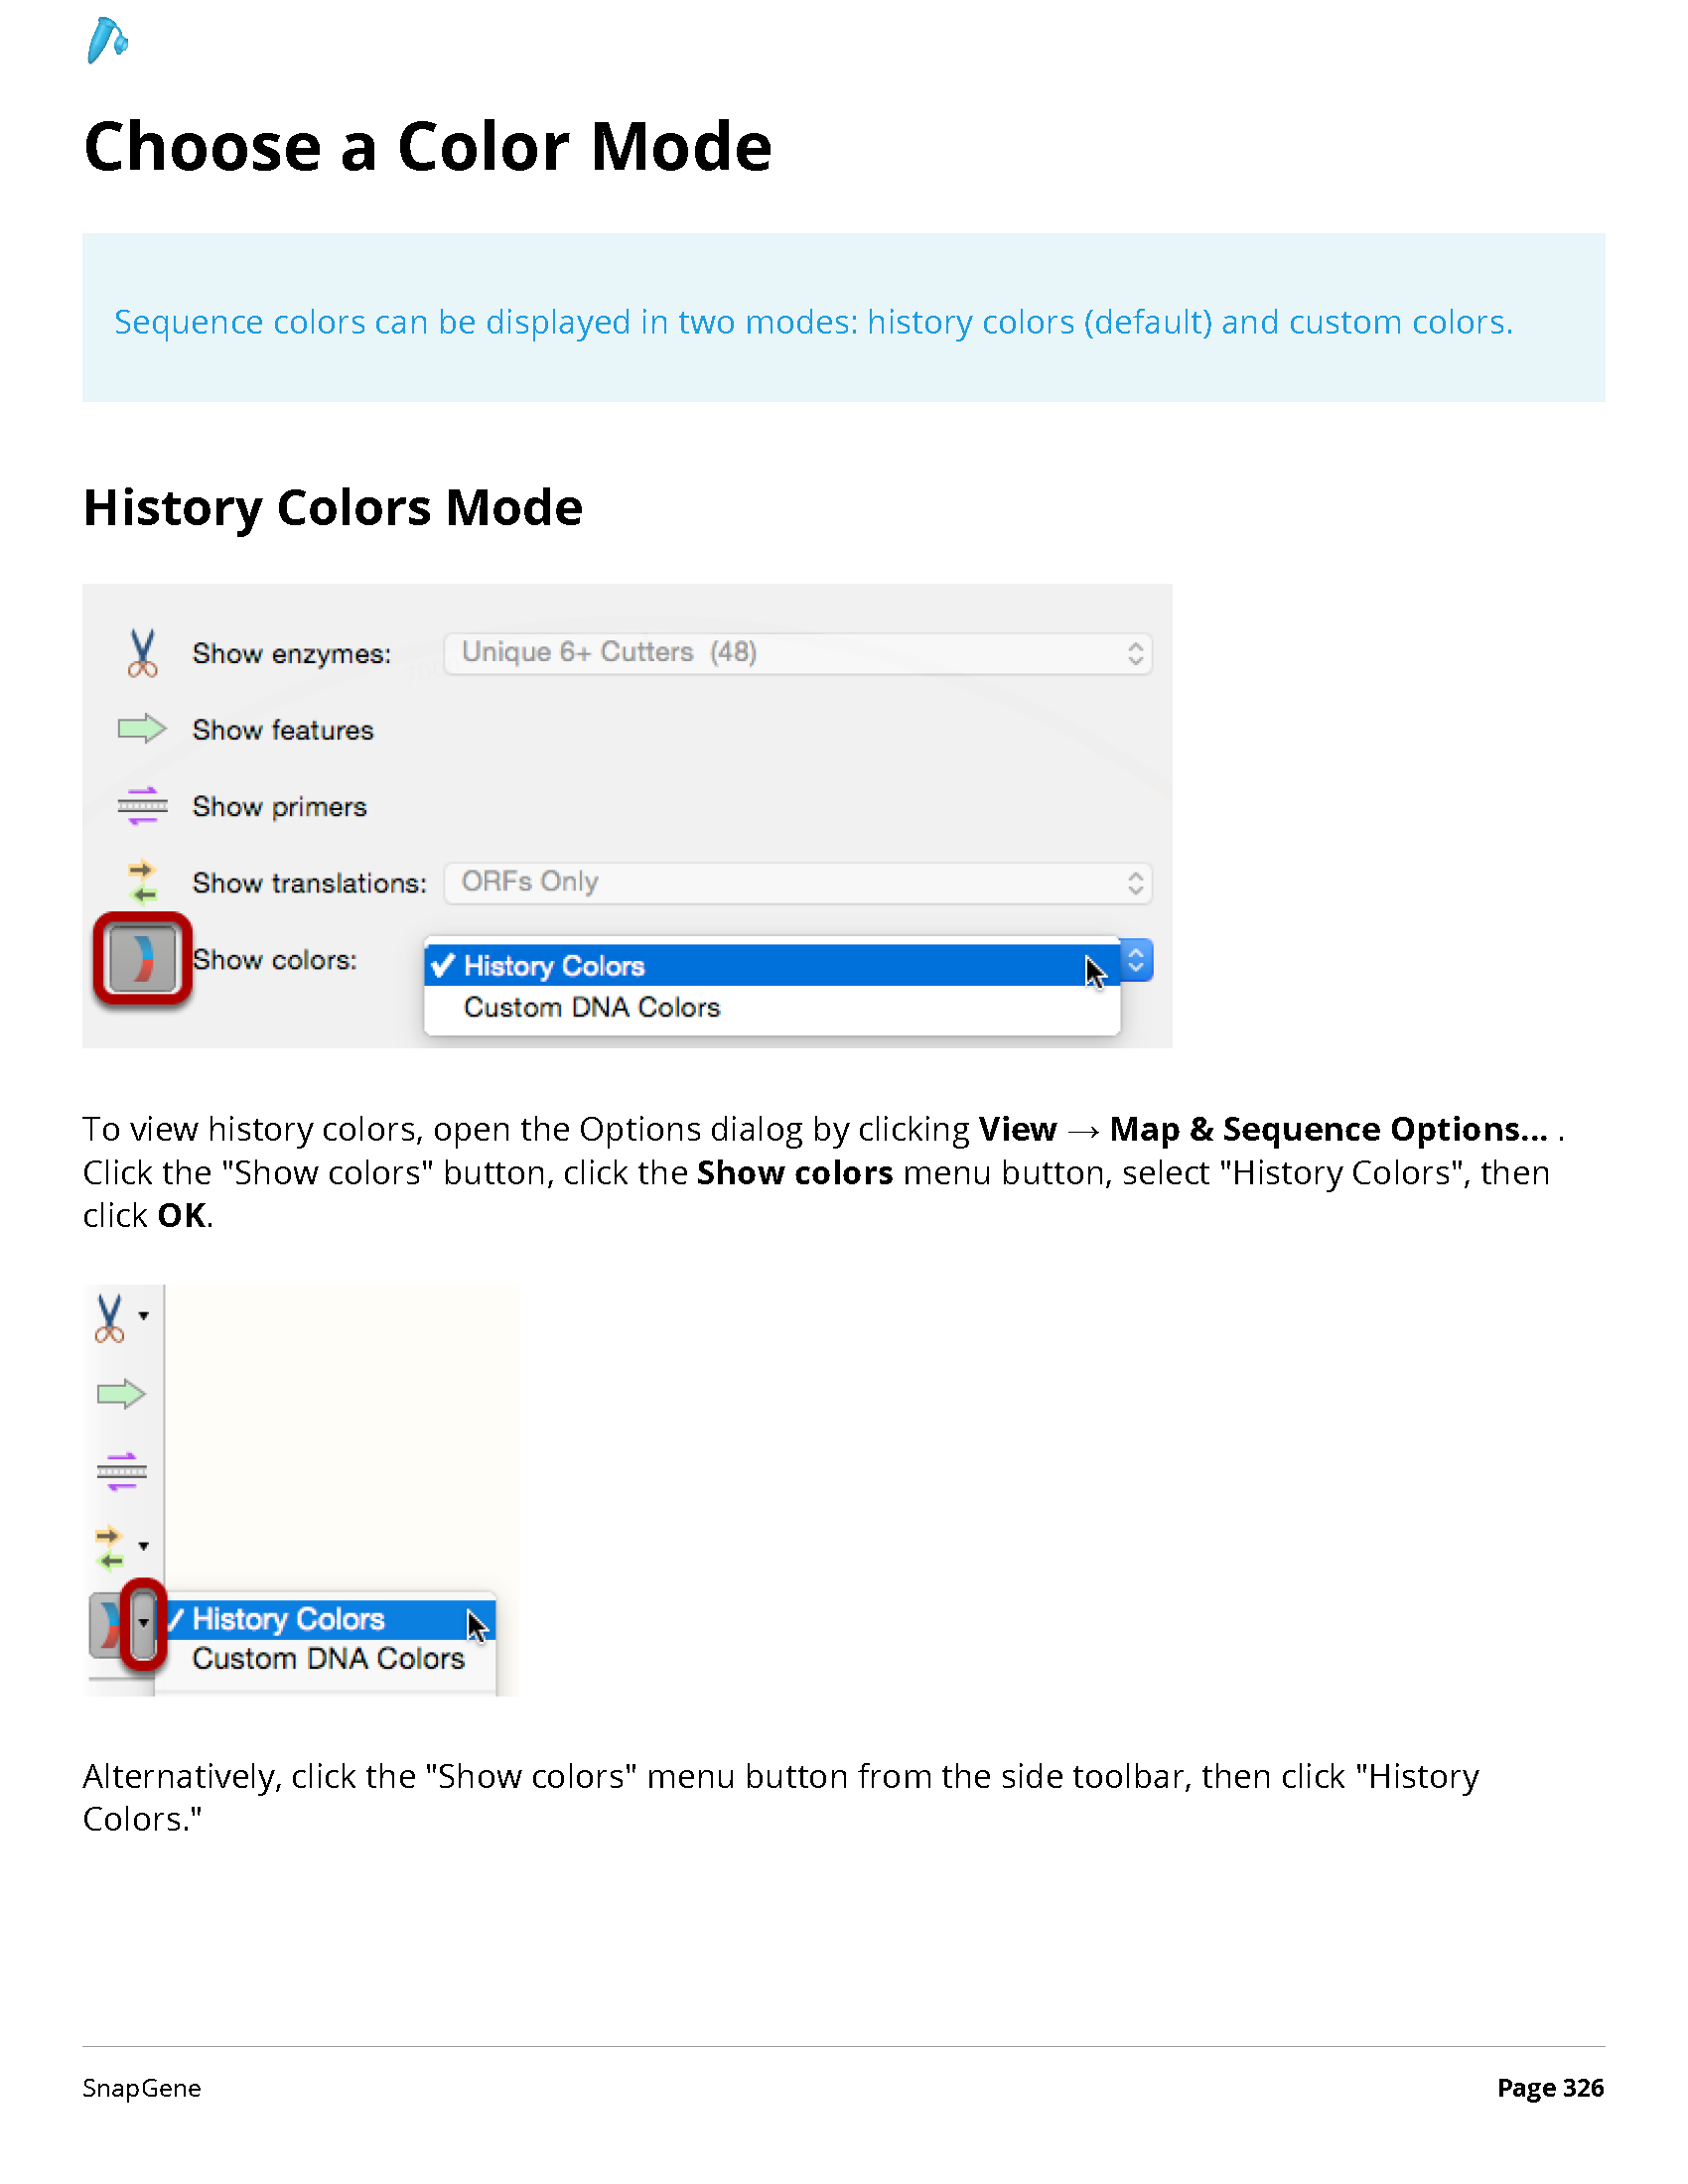 Choose a Color Mode
Sequence colors can be displayed in two modes: history colors (default) and custom colors.
History Colors Mode
Show enzymes: Unique 6+ Cutters (48)
Show features
Show primers
Show translations: ORFs Only
Show colors: History Colors
Custom DNA Colors
To view history colors, open the Options dialog by clicking View → Map & Sequence Options... .
Click the "Show colors" button, click the Show colors menu button, select "History Colors", then
click OK.
History Colors
Custom DNA Colors
Alternatively, click the "Show colors" menu button from the side toolbar, then click "History
Colors."
SnapGene Page 326